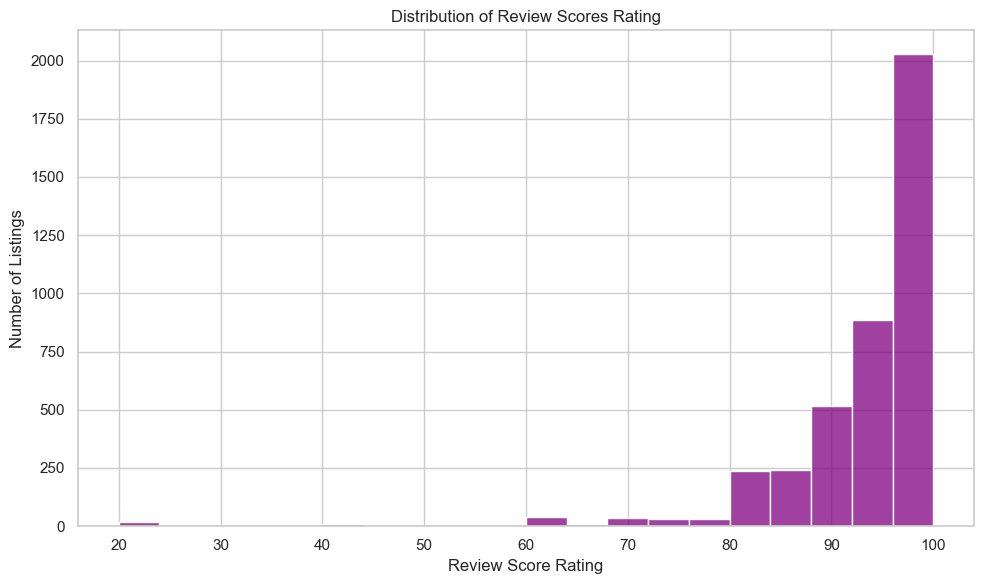 Distribution of Review Scores Rating
Number of Listings
2000
1750
1500
1250
1000
750
500
250
0
20 30 40 50 60 70 80 90 100
Review Score Rating